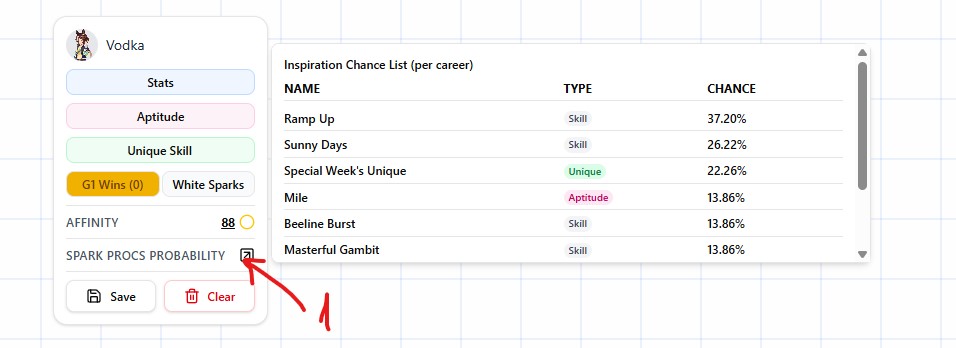 Vodka
Stats
Aptitude
Unique Skill
G1 Wins (0) White Sparks
AFFINITY 88
SPARK PROCS PROBABILITY
Save Clear
Inspiration Chance List (per career)
NAME TYPE CHANCE
Ramp Up Skill 37.20%
Sunny Days Skill 26.22%
Special Week's Unique Unique 22.26%
Mile Aptitude 13.86%
Beeline Burst Skill 13.86%
Masterful Gambit Skill 13.86%
1